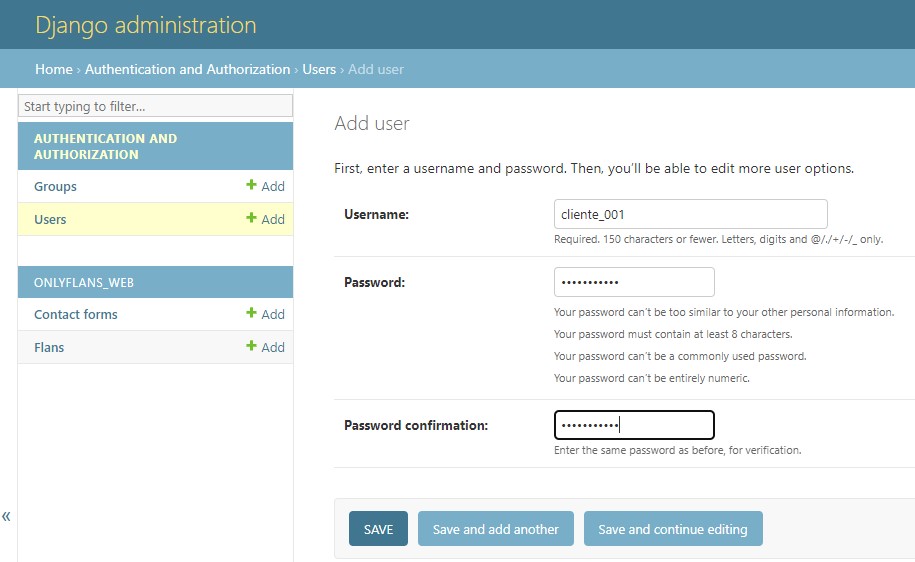 Django administration
Home › Authentication and Authorization › Users › Add user
Start typing to filter...
AUTHENTICATION AND
AUTHORIZATION
Groups + Add
Users + Add
ONLYFLANS_WEB
Contact forms + Add
Flans + Add
«
Add user
First, enter a username and password. Then, you'll be able to edit more user options.
Username: cliente_001
Required. 150 characters or fewer. Letters, digits and @/./+/-/_ only.
Password: •••••••••••
Your password can't be too similar to your other personal information.
Your password must contain at least 8 characters.
Your password can't be a commonly used password.
Your password can't be entirely numeric.
Password confirmation: •••••••••••
Enter the same password as before, for verification.
SAVE Save and add another Save and continue editing